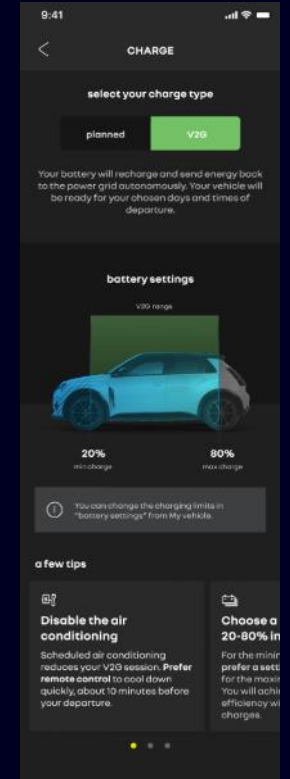 9:41
CHARGE
select your charge type
planned
V2G
Your battery will recharge and send energy back
to the power grid autonomously. Your vehicle will
be ready for your chosen days and times of
departure.
battery settings
V2G range
20%
min charge
80%
max charge
You can change the charging limits in
"battery settings" from My vehicle.
a few tips
Disable the air
conditioning
Scheduled air conditioning
reduces your V2G session. Prefer
remote control to cool down
quickly, about 10 minutes before
your departure.
Choose a
20-80% in
For the minim
prefer a setti
for the maxim
You will achi
efficiency wi
charges.